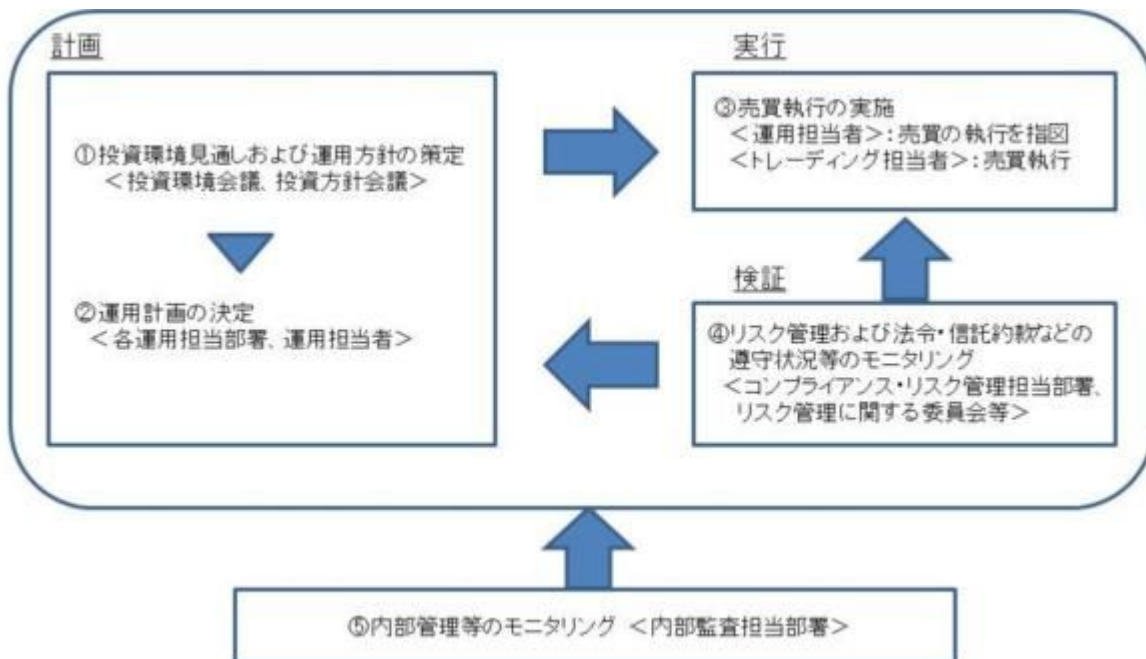 計画
①投資環境見通しおよび運用方針の策定
＜投資環境会議、投資方針会議＞
②運用計画の決定
＜各運用担当部署、運用担当者＞
実行
③売買執行の実施
＜運用担当者＞：売買の執行を指図
＜トレーディング担当者＞：売買執行
検証
④リスク管理および法令・信託約款などの
遵守状況等のモニタリング
＜コンプライアンス・リスク管理担当部署、
リスク管理に関する委員会等＞
⑤内部管理等のモニタリング ＜内部監査担当部署＞